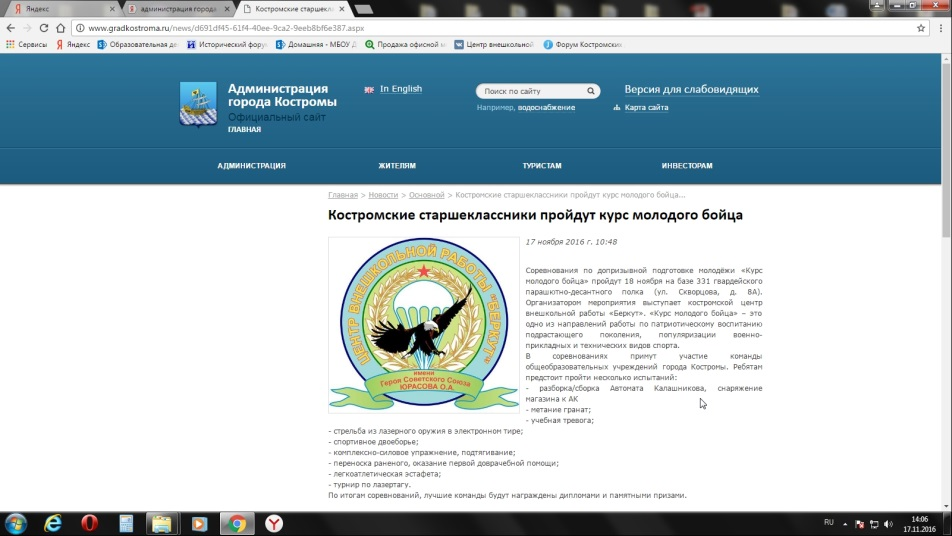 Яндекс
администрация города
Костромские старшекласс
www.gradkostroma.ru/news/d691df45-61f4-40ee-9ca2-9eeb8bf6e387.aspx
Сервисы
Яндекс
Образовательная де
Исторический фору
Домашняя - МБОУ Д
Продажа офисной м
Центр внешкольной
Форум Костромских
Администрация
города Костромы
Официальный сайт
ГЛАВНАЯ
In English
Поиск по сайту
Например, водоснабжение
Версия для слабовидящих
Карта сайта
АДМИНИСТРАЦИЯ ЖИТЕЛЯМ ТУРИСТАМ ИНВЕСТОРАМ
Главная > Новости > Основной > Костромские старшеклассники пройдут курс молодого бойца...
Костромские старшеклассники пройдут курс молодого бойца
ЦЕНТР ВНЕШКОЛЬНОЙ РАБОТЫ "БЕРКУТ"
имени
Героя Советского Союза
ЮРАСОВА О.А.
17 ноября 2016 г. 10:48
Соревнования по допризывной подготовке молодёжи «Курс
молодого бойца» пройдут 18 ноября на базе 331 гвардейского
парашютно-десантного полка (ул. Скворцова, д. 8А).
Организатором мероприятия выступает костромской центр
внешкольной работы «Беркут». «Курс молодого бойца» – это
одно из направлений работы по патриотическому воспитанию
подрастающего поколения, популяризации военно-
прикладных и технических видов спорта.
В соревнованиях примут участие команды
общеобразовательных учреждений города Костромы. Ребятам
предстоит пройти несколько испытаний:
- разборка/сборка Автомата Калашникова, снаряжение
магазина к АК
- метание гранат;
- учебная тревога;
- стрельба из лазерного оружия в электронном тире;
- спортивное двоеборье;
- комплексно-силовое упражнение, подтягивание;
- переноска раненого, оказание первой доврачебной помощи;
- легкоатлетическая эстафета;
- турнир по лазертагу.
По итогам соревнований, лучшие команды будут награждены дипломами и памятными призами.
RU
14:06
17.11.2016